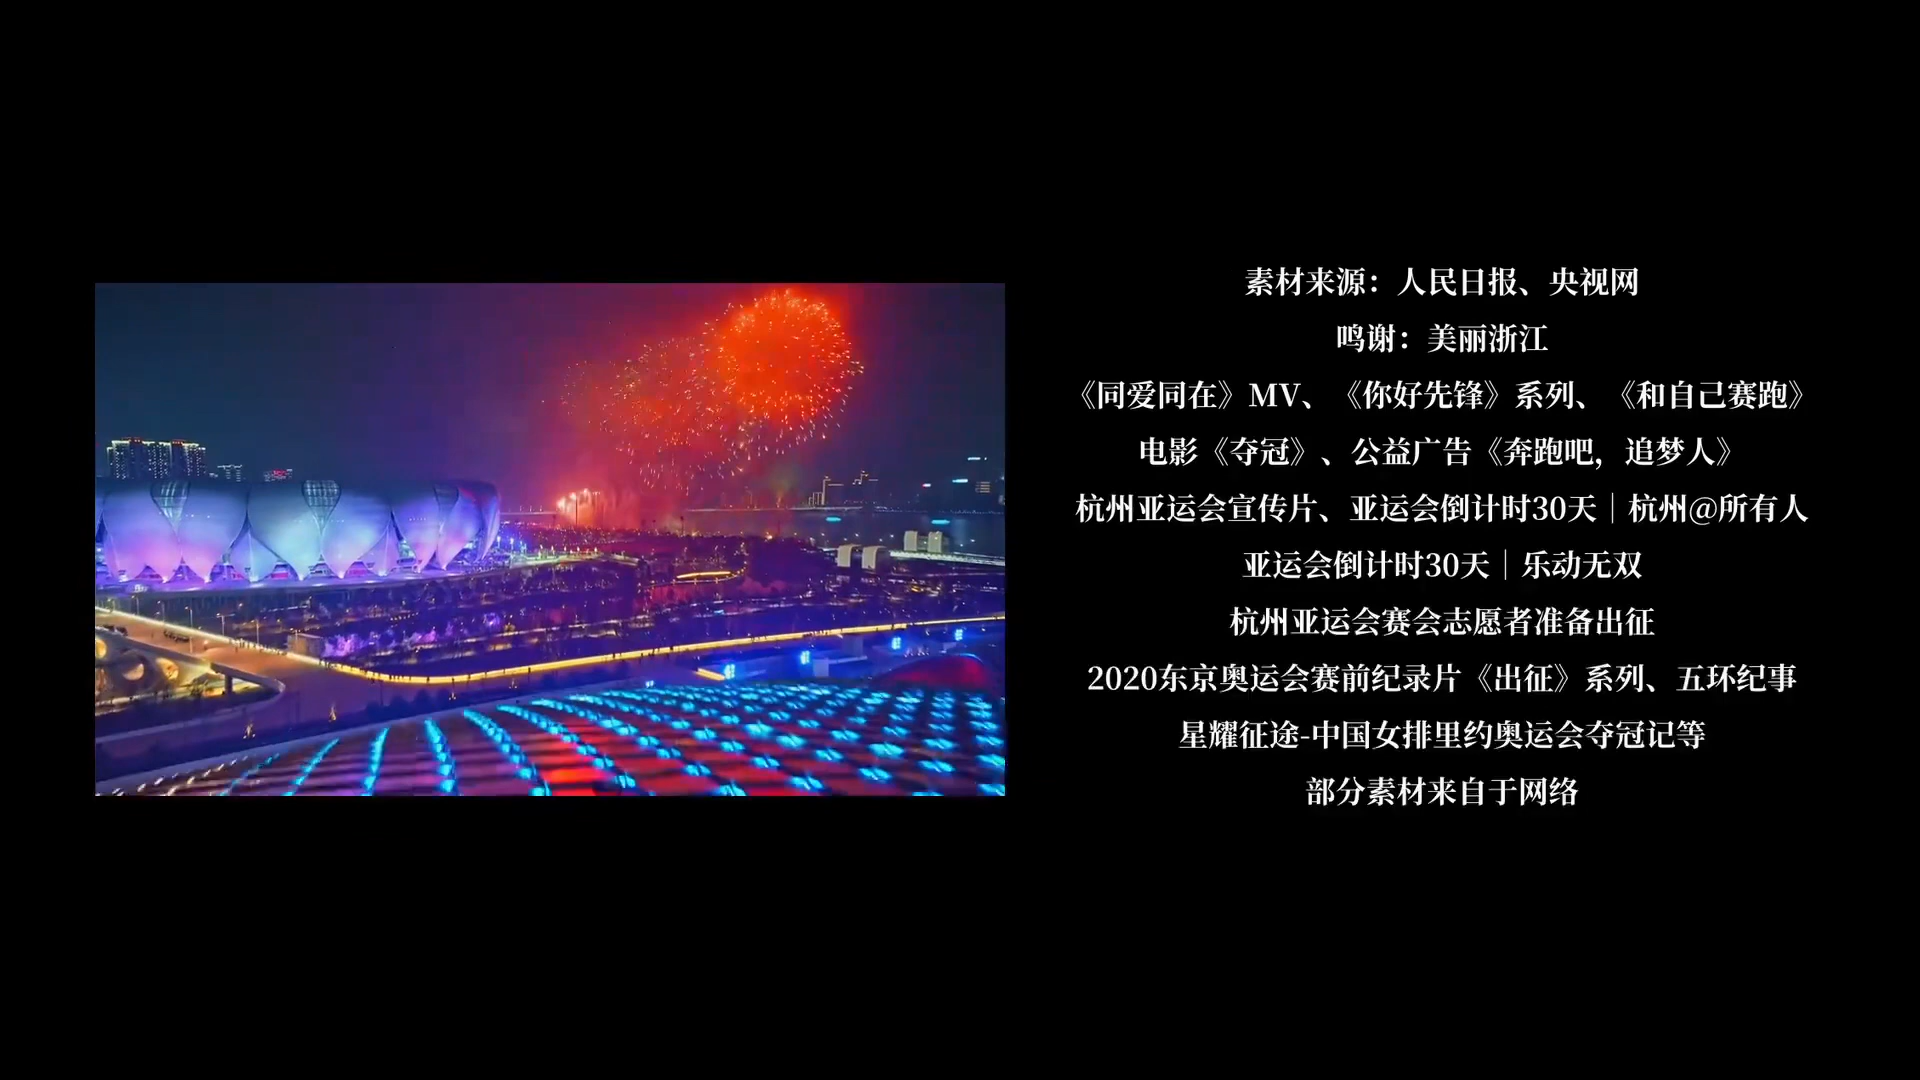 素材来源：人民日报、央视网
鸣谢：美丽浙江
《同爱同在》MV、《你好先锋》系列、《和自己赛跑》
电影《夺冠》、公益广告《奔跑吧，追梦人》
杭州亚运会宣传片、亚运会倒计时30天｜杭州@所有人
亚运会倒计时30天｜乐动无双
杭州亚运会赛会志愿者准备出征
2020东京奥运会赛前纪录片《出征》系列、五环纪事
星耀征途-中国女排里约奥运会夺冠记等
部分素材来自于网络